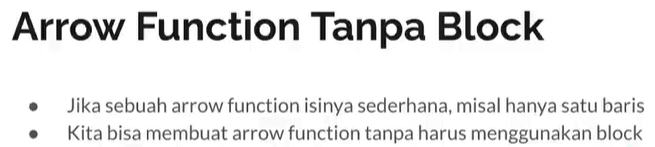 Arrow Function Tanpa Block
● Jika sebuah arrow function isinya sederhana, misal hanya satu baris
● Kita bisa membuat arrow function tanpa harus menggunakan block